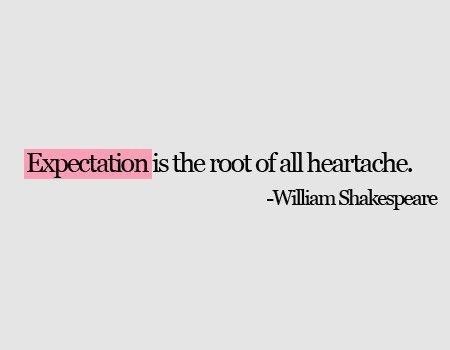 Expectation is the root of all heartache.
-William Shakespeare